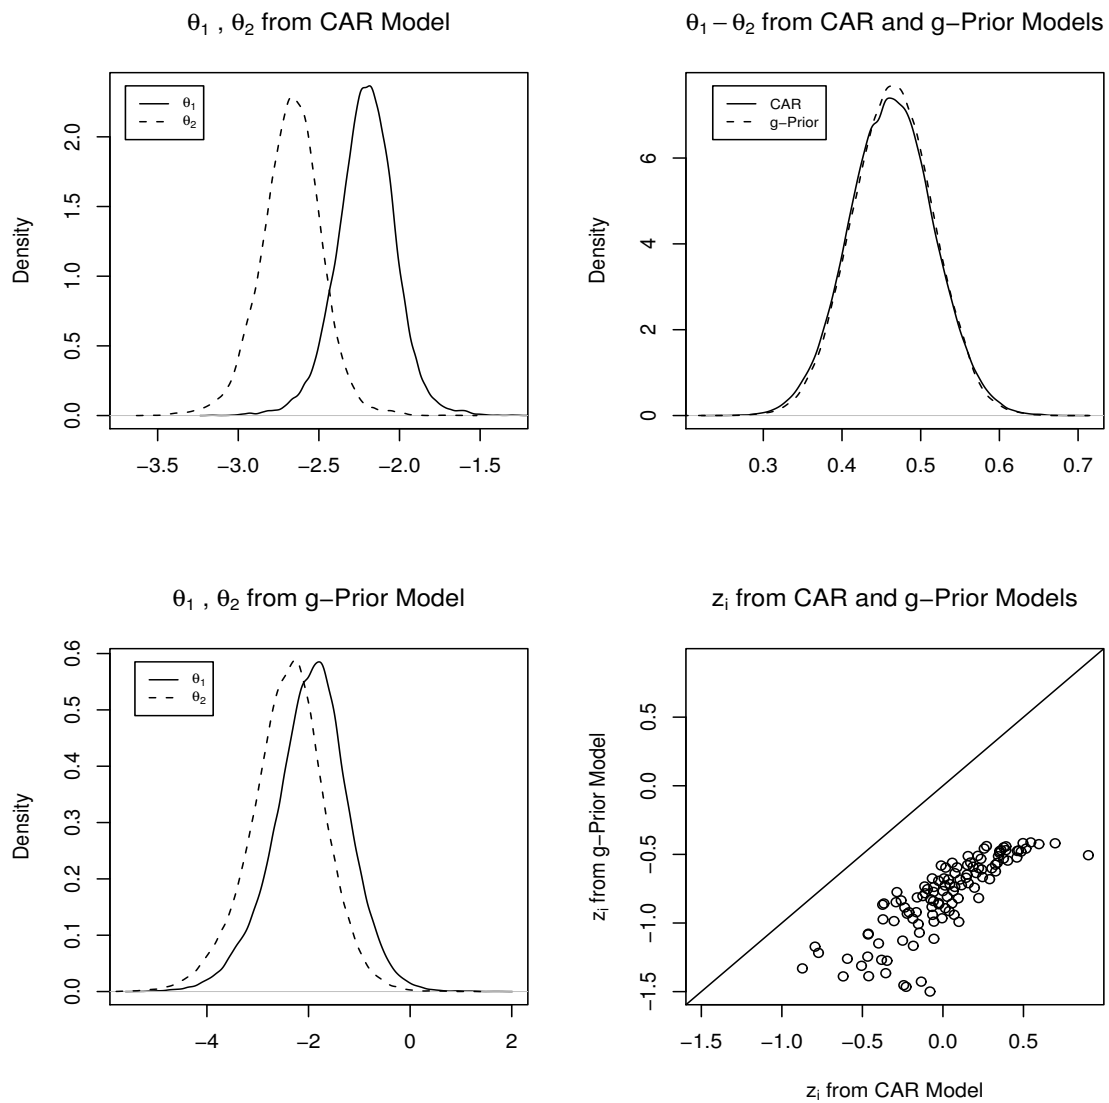 θ₁ , θ₂ from CAR Model
θ₁
θ₂
Density
0.0
0.5
1.0
1.5
2.0
−3.5 −3.0 −2.5 −2.0 −1.5
θ₁ − θ₂ from CAR and g−Prior Models
CAR
g−Prior
Density
0
2
4
6
0.3 0.4 0.5 0.6 0.7
θ₁ , θ₂ from g−Prior Model
θ₁
θ₂
Density
0.0
0.1
0.2
0.3
0.4
0.5
0.6
−4 −2 0 2
zᵢ from CAR and g−Prior Models
zᵢ from g−Prior Model
−1.5
−1.0
−0.5
0.0
0.5
−1.5 −1.0 −0.5 0.0 0.5
zᵢ from CAR Model